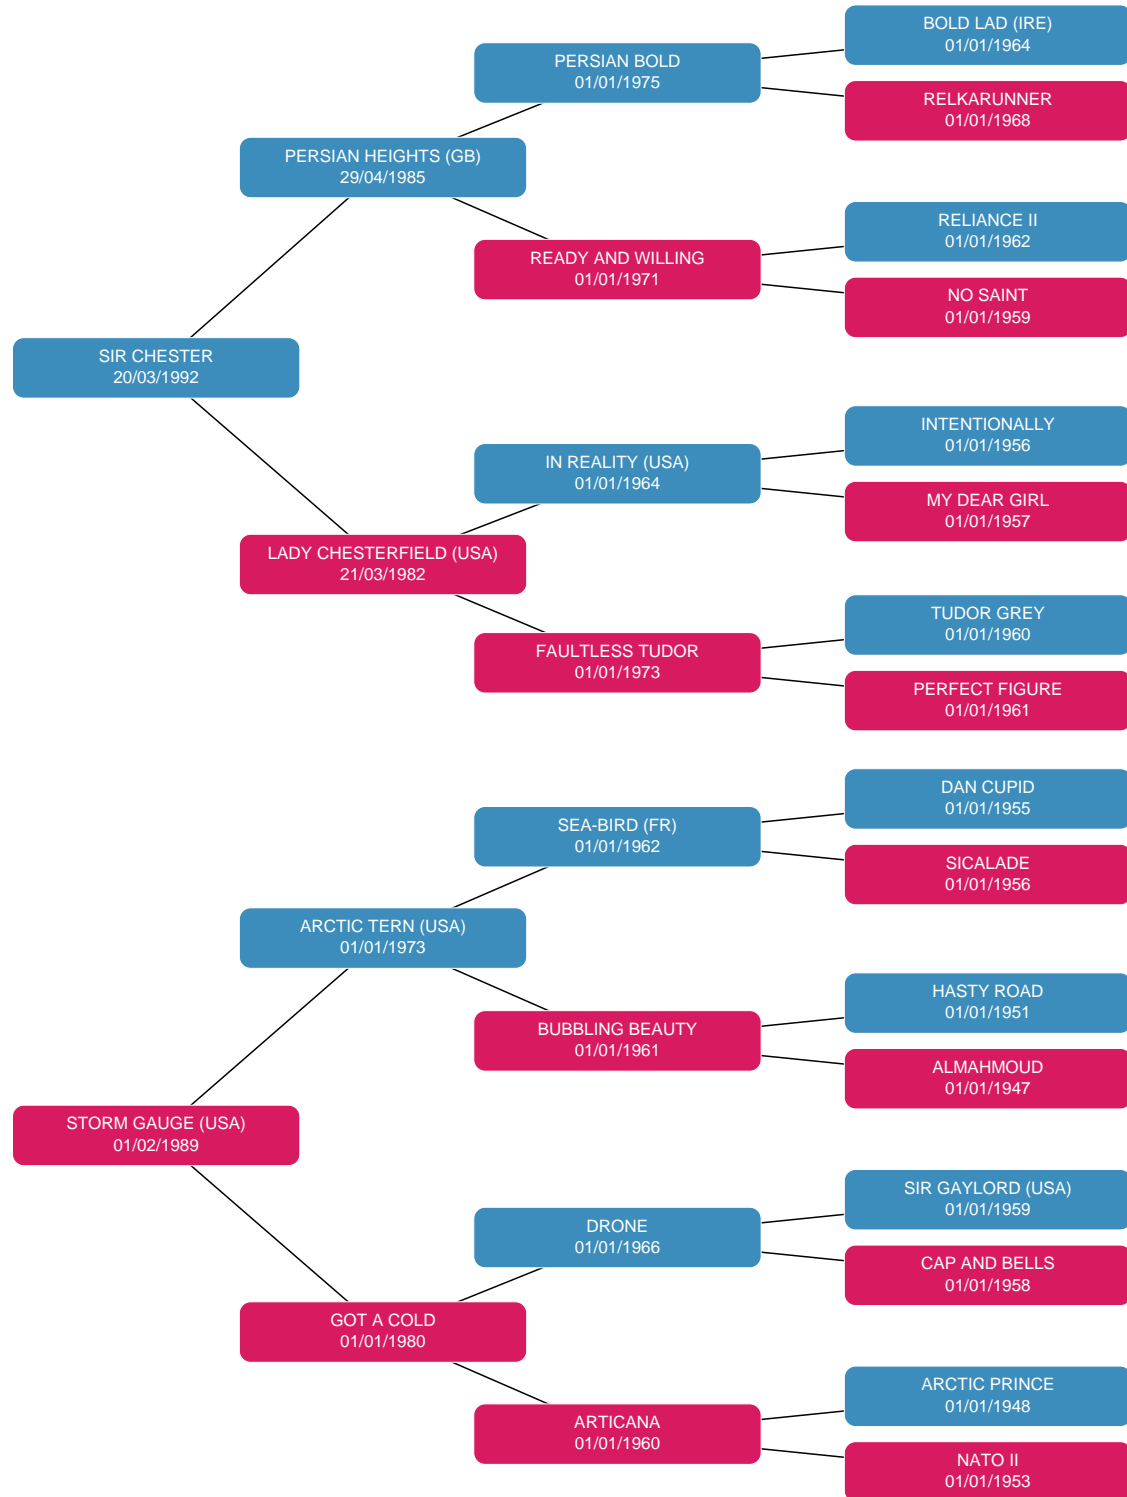 BOLD LAD (IRE)
01/01/1964
PERSIAN BOLD
01/01/1975
RELKARUNNER
01/01/1968
PERSIAN HEIGHTS (GB)
29/04/1985
RELIANCE II
01/01/1962
READY AND WILLING
01/01/1971
NO SAINT
01/01/1959
SIR CHESTER
20/03/1992
INTENTIONALLY
01/01/1956
IN REALITY (USA)
01/01/1964
MY DEAR GIRL
01/01/1957
LADY CHESTERFIELD (USA)
21/03/1982
TUDOR GREY
01/01/1960
FAULTLESS TUDOR
01/01/1973
PERFECT FIGURE
01/01/1961
DAN CUPID
01/01/1955
SEA-BIRD (FR)
01/01/1962
SICALADE
01/01/1956
ARCTIC TERN (USA)
01/01/1973
HASTY ROAD
01/01/1951
BUBBLING BEAUTY
01/01/1961
ALMAHMOUD
01/01/1947
STORM GAUGE (USA)
01/02/1989
SIR GAYLORD (USA)
01/01/1959
DRONE
01/01/1966
CAP AND BELLS
01/01/1958
GOT A COLD
01/01/1980
ARCTIC PRINCE
01/01/1948
ARTICANA
01/01/1960
NATO II
01/01/1953